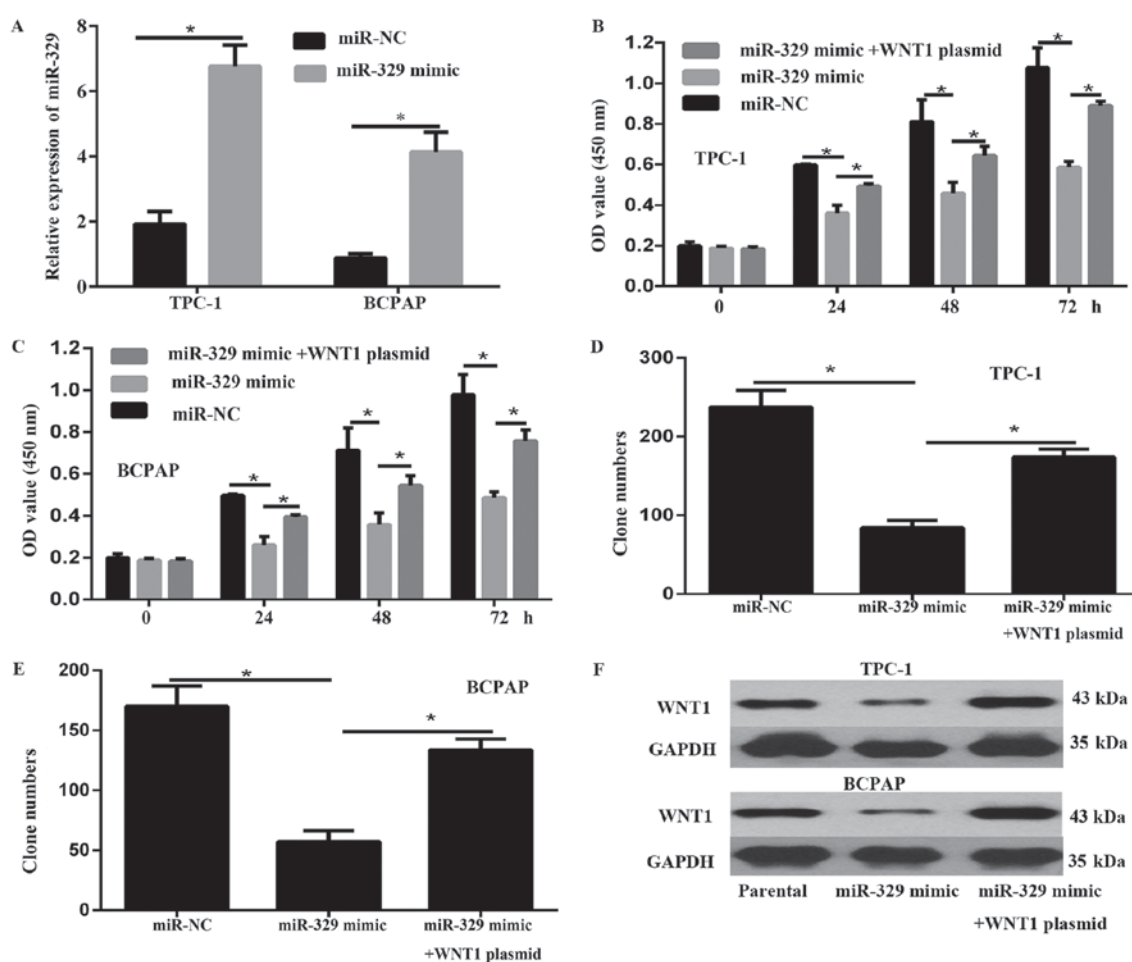 A
Relative expression of miR-329
8
6
4
2
0
*
*
miR-NC
miR-329 mimic
TPC-1
BCPAP
B
OD value (450 nm)
1.2
1.0
0.8
0.6
0.4
0.2
0.0
miR-329 mimic +WNT1 plasmid
miR-329 mimic
miR-NC
TPC-1
*
*
*
*
*
*
0 24 48 72 h
C
OD value (450 nm)
1.2
1.0
0.8
0.6
0.4
0.2
0.0
miR-329 mimic +WNT1 plasmid
miR-329 mimic
miR-NC
BCPAP
*
*
*
*
*
*
0 24 48 72 h
D
Clone numbers
300
200
100
0
TPC-1
*
*
miR-NC
miR-329 mimic
miR-329 mimic
+WNT1 plasmid
E
Clone numbers
200
150
100
50
0
BCPAP
*
*
miR-NC
miR-329 mimic
miR-329 mimic
+WNT1 plasmid
F
TPC-1
WNT1 43 kDa
GAPDH 35 kDa
BCPAP
WNT1 43 kDa
GAPDH 35 kDa
Parental miR-329 mimic miR-329 mimic
+WNT1 plasmid